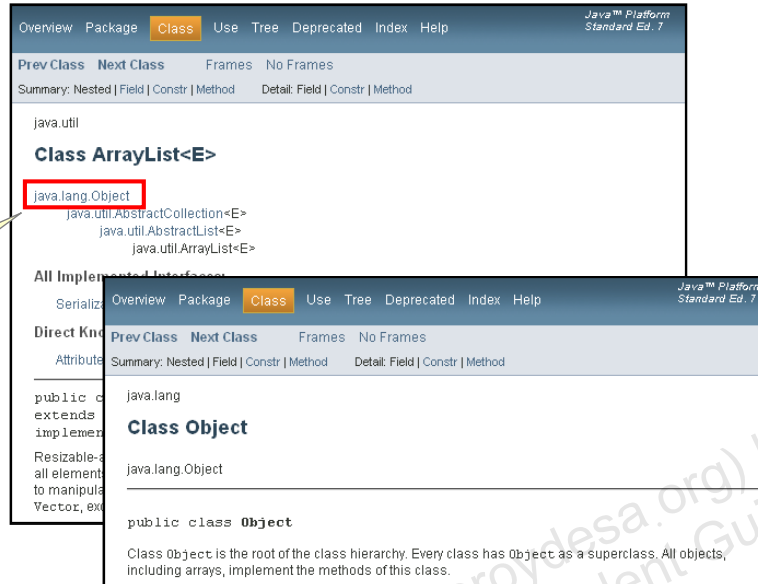 Overview Package Class Use Tree Deprecated Index Help
Java™ Platform
Standard Ed. 7
Prev Class Next Class Frames No Frames
Summary: Nested | Field | Constr | Method Detail: Field | Constr | Method
java.util
Class ArrayList<E>
java.lang.Object
java.util.AbstractCollection<E>
java.util.AbstractList<E>
java.util.ArrayList<E>
All Implemented Interfaces:
Serializa
Direct Kno
Attribute
public c
extends
implemen
Resizable-a
all element
to manipula
Vector, exc
Overview Package Class Use Tree Deprecated Index Help
Java™ Platform
Standard Ed. 7
Prev Class Next Class Frames No Frames
Summary: Nested | Field | Constr | Method Detail: Field | Constr | Method
java.lang
Class Object
java.lang.Object
public class Object
Class Object is the root of the class hierarchy. Every class has Object as a superclass. All objects,
including arrays, implement the methods of this class.